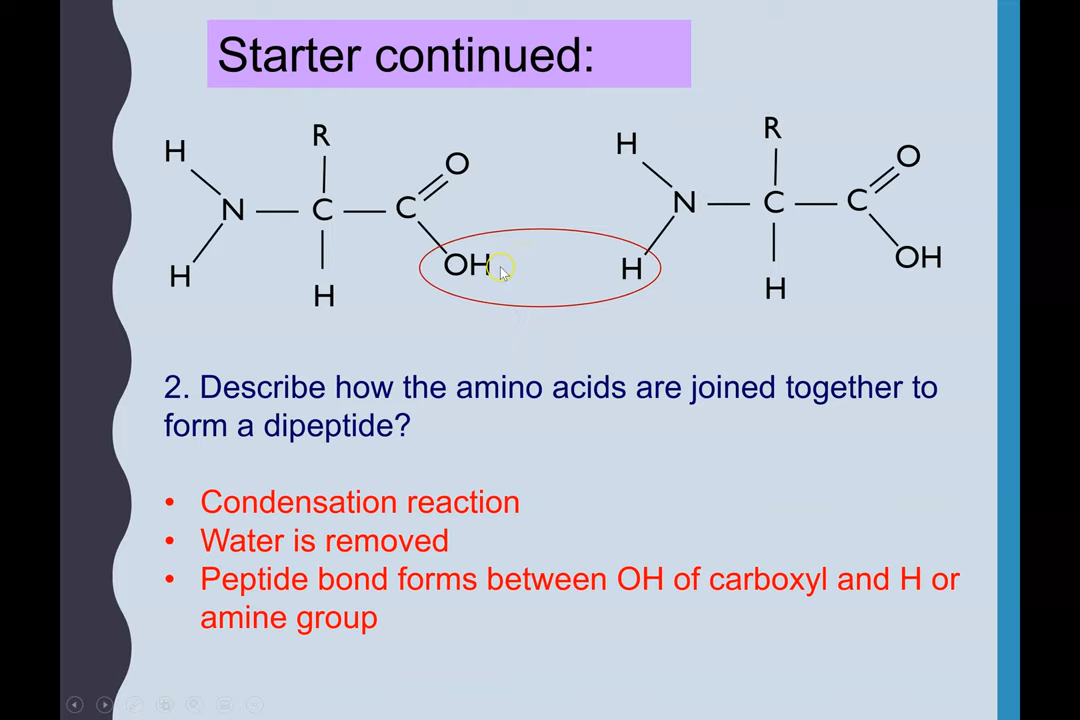 Starter continued:
H R O H R O
N C C N C C
H OH H OH
H H
2. Describe how the amino acids are joined together to
form a dipeptide?
• Condensation reaction
• Water is removed
• Peptide bond forms between OH of carboxyl and H or
amine group